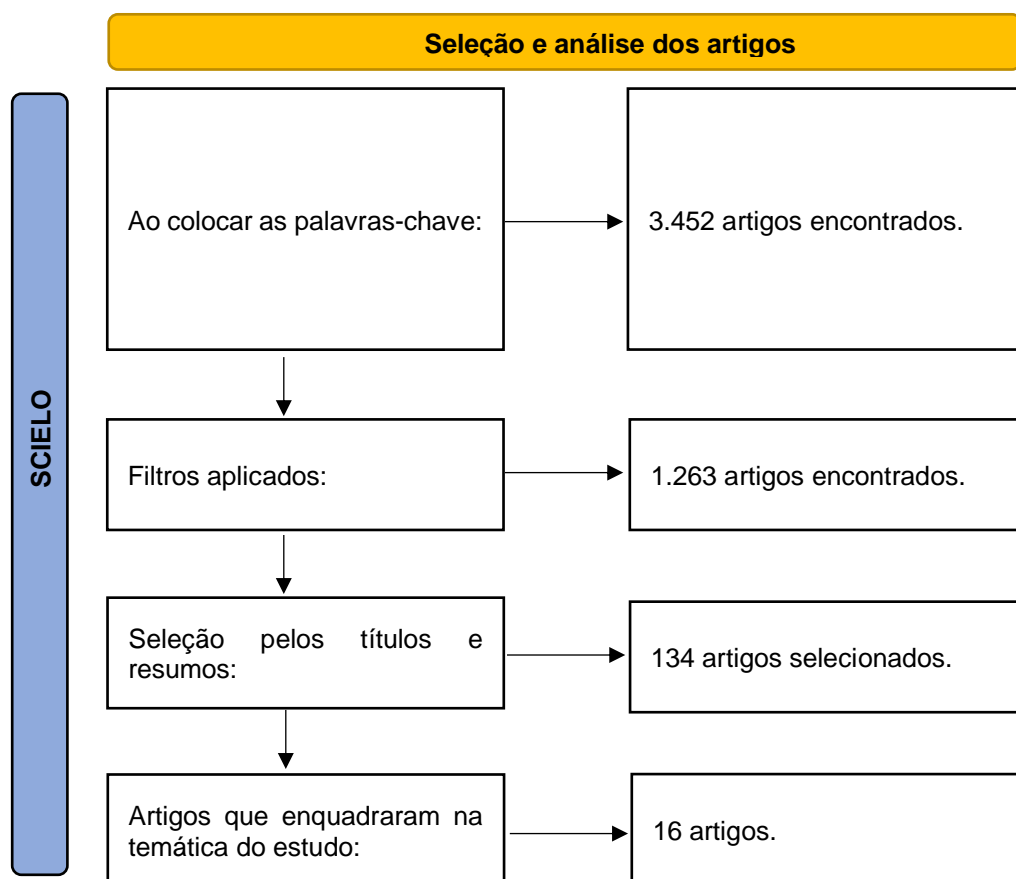 Seleção e análise dos artigos
SCIELO
Ao colocar as palavras-chave:
3.452 artigos encontrados.
Filtros aplicados:
1.263 artigos encontrados.
Seleção pelos títulos e
resumos:
134 artigos selecionados.
Artigos que enquadraram na
temática do estudo:
16 artigos.